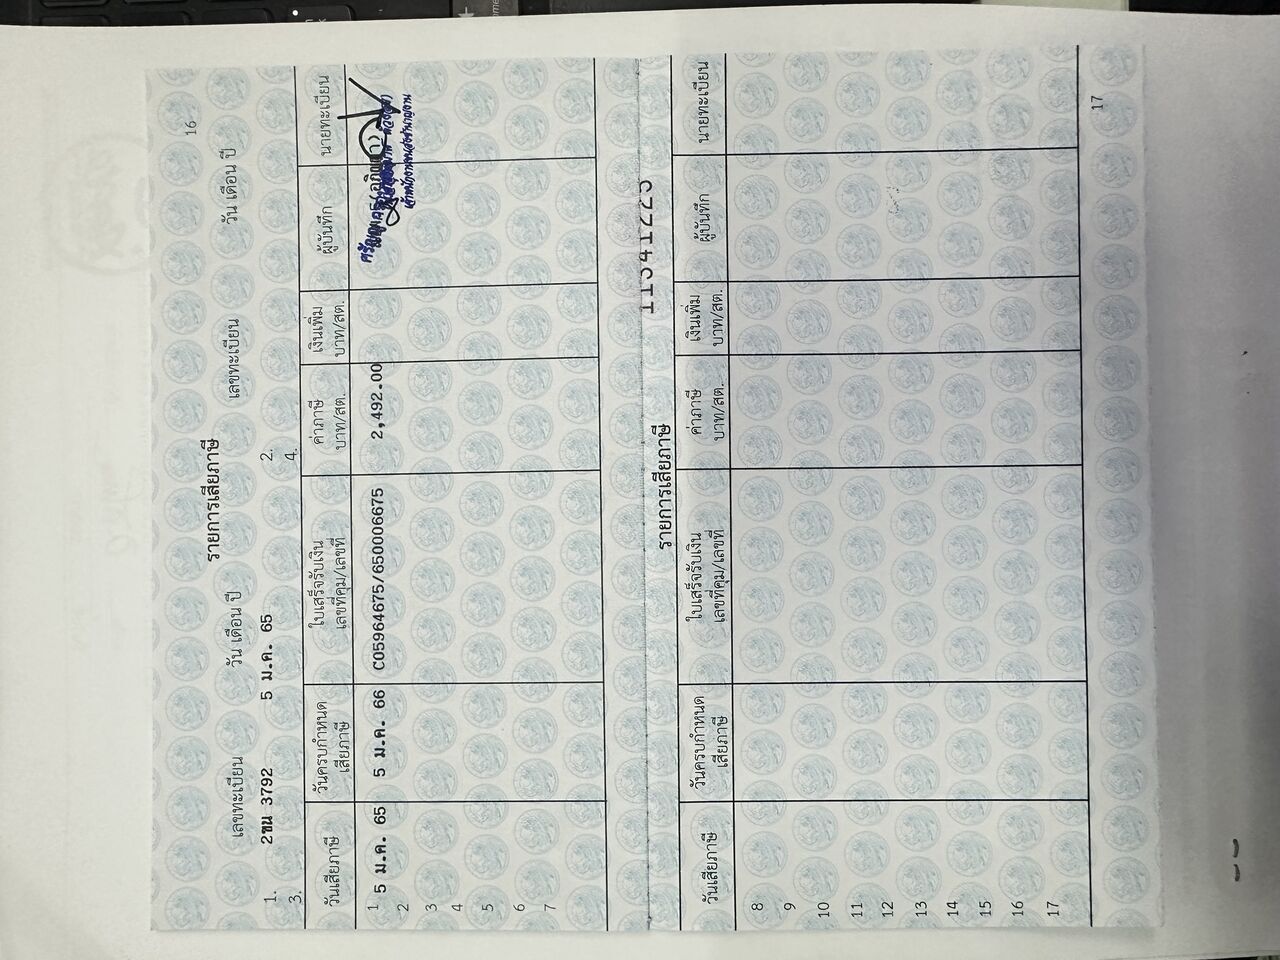 16
รายการเสียภาษี
เลขทะเบียน วัน เดือน ปี เลขทะเบียน วัน เดือน ปี
1. 2ขน 3792 5 ม.ค. 65 2.
3. 4.
วันเสียภาษี วันครบกำหนด เสียภาษี ใบเสร็จรับเงิน เลขที่คุม/เลขที่ ค่าภาษี บาท/สต. เงินเพิ่ม บาท/สต. ผู้บันทึก นายทะเบียน
1 5 ม.ค. 65 5 ม.ค. 66 C05964675/650006675 2,492.00
2
3
4
5
6
7
11541225
รายการเสียภาษี
วันเสียภาษี วันครบกำหนด เสียภาษี ใบเสร็จรับเงิน เลขที่คุม/เลขที่ ค่าภาษี บาท/สต. เงินเพิ่ม บาท/สต. ผู้บันทึก นายทะเบียน
8
9
10
11
12
13
14
15
16
17
17